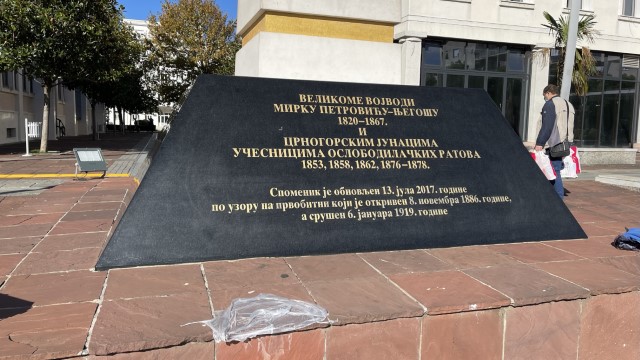 ВЕЛИКОМЕ ВОЈВОДИ
МИРКУ ПЕТРОВИЋУ-ЊЕГОШУ
1820-1867.
И
ЦРНОГОРСКИМ ЈУНАЦИМА
УЧЕСНИЦИМА ОСЛОБОДИЛАЧКИХ РАТОВА
1853, 1858, 1862, 1876-1878.
Споменик је обновљен 13. јула 2017. године
по узору на првобитни који је откривен 8. новембра 1886. године,
а срушен 6. јануара 1919. године